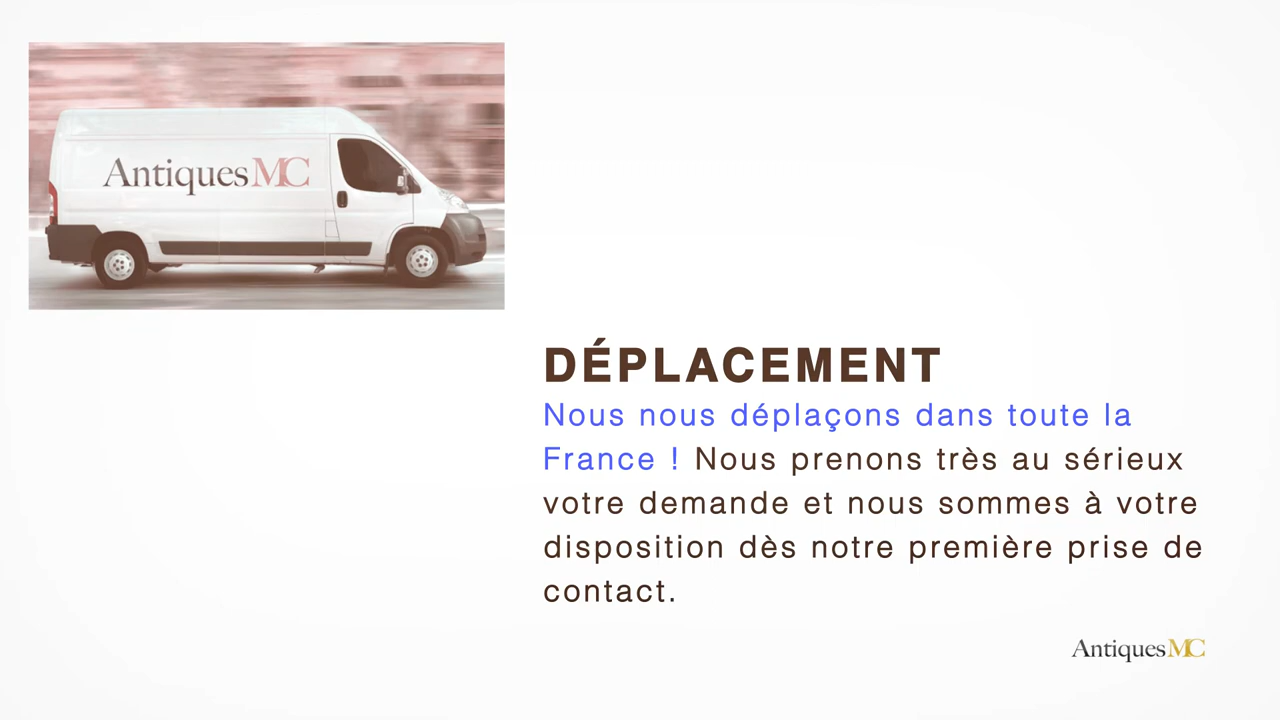 AntiquesMC
DÉPLACEMENT
Nous nous déplaçons dans toute la
France ! Nous prenons très au sérieux
votre demande et nous sommes à votre
disposition dès notre première prise de
contact.
AntiquesMC